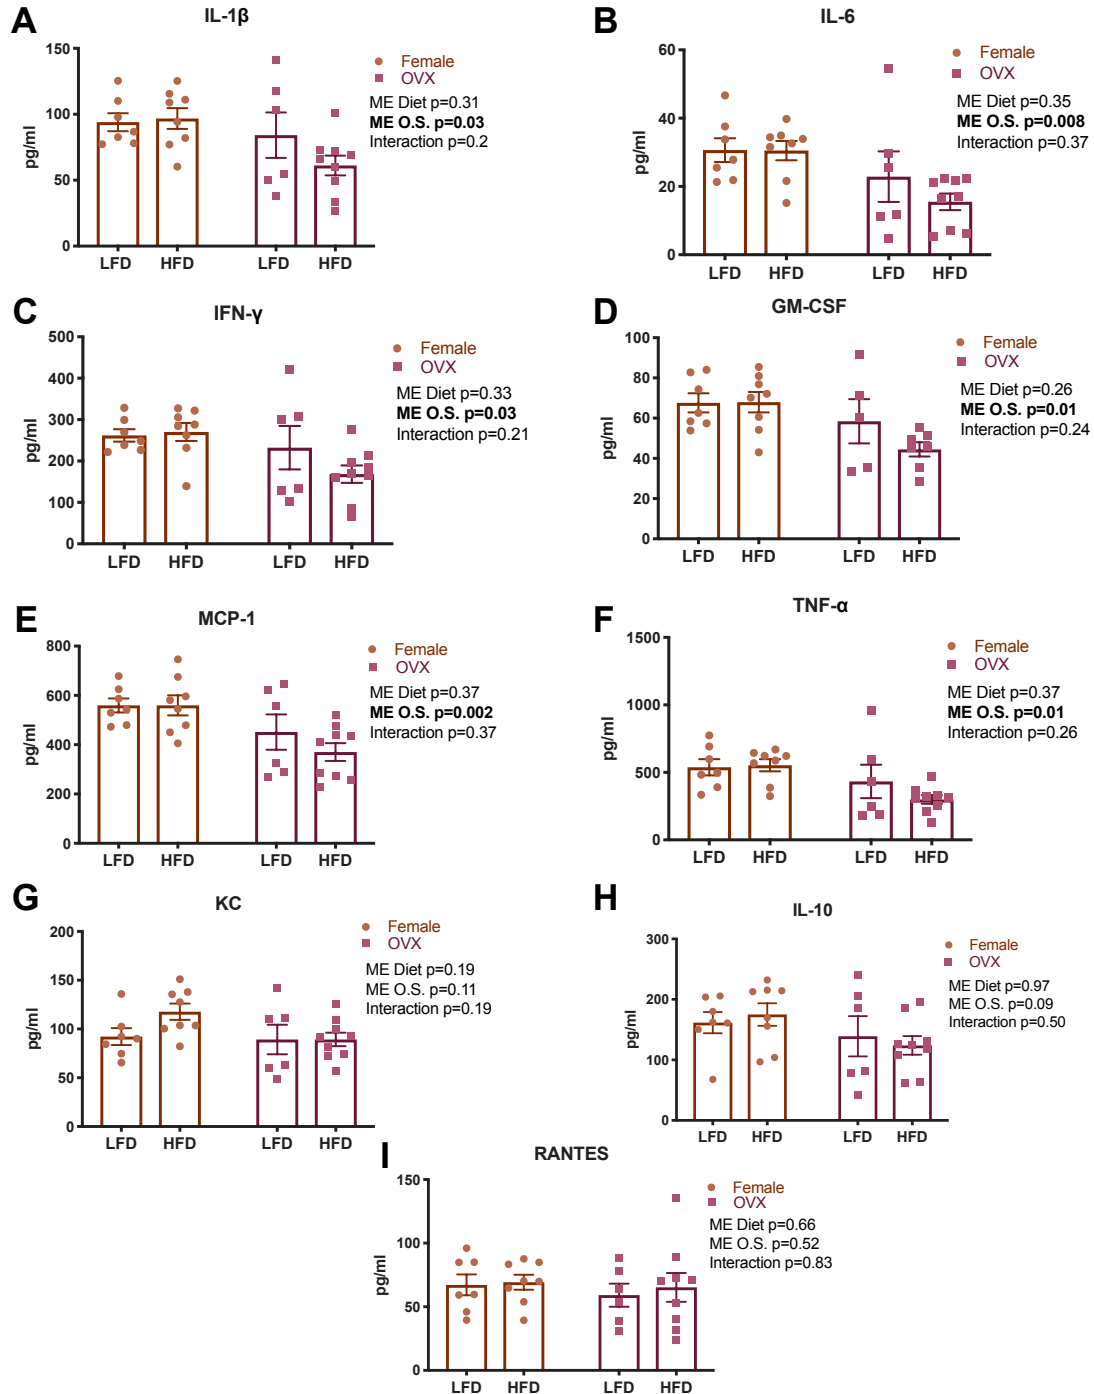 A
IL-1β
150
100
50
0
pg/ml
LFD
HFD
LFD
HFD
Female
OVX
ME Diet p=0.31
ME O.S. p=0.03
Interaction p=0.2
B
IL-6
60
40
20
0
pg/ml
LFD
HFD
LFD
HFD
Female
OVX
ME Diet p=0.35
ME O.S. p=0.008
Interaction p=0.37
C
IFN-γ
500
400
300
200
100
0
pg/ml
LFD
HFD
LFD
HFD
Female
OVX
ME Diet p=0.33
ME O.S. p=0.03
Interaction p=0.21
D
GM-CSF
100
80
60
40
20
0
pg/ml
LFD
HFD
LFD
HFD
Female
OVX
ME Diet p=0.26
ME O.S. p=0.01
Interaction p=0.24
E
MCP-1
800
600
400
200
0
pg/ml
LFD
HFD
LFD
HFD
Female
OVX
ME Diet p=0.37
ME O.S. p=0.002
Interaction p=0.37
F
TNF-α
1500
1000
500
0
pg/ml
LFD
HFD
LFD
HFD
Female
OVX
ME Diet p=0.37
ME O.S. p=0.01
Interaction p=0.26
G
KC
200
150
100
50
0
pg/ml
LFD
HFD
LFD
HFD
Female
OVX
ME Diet p=0.19
ME O.S. p=0.11
Interaction p=0.19
H
IL-10
300
200
100
0
pg/ml
LFD
HFD
LFD
HFD
Female
OVX
ME Diet p=0.97
ME O.S. p=0.09
Interaction p=0.50
I
RANTES
150
100
50
0
pg/ml
LFD
HFD
LFD
HFD
Female
OVX
ME Diet p=0.66
ME O.S. p=0.52
Interaction p=0.83